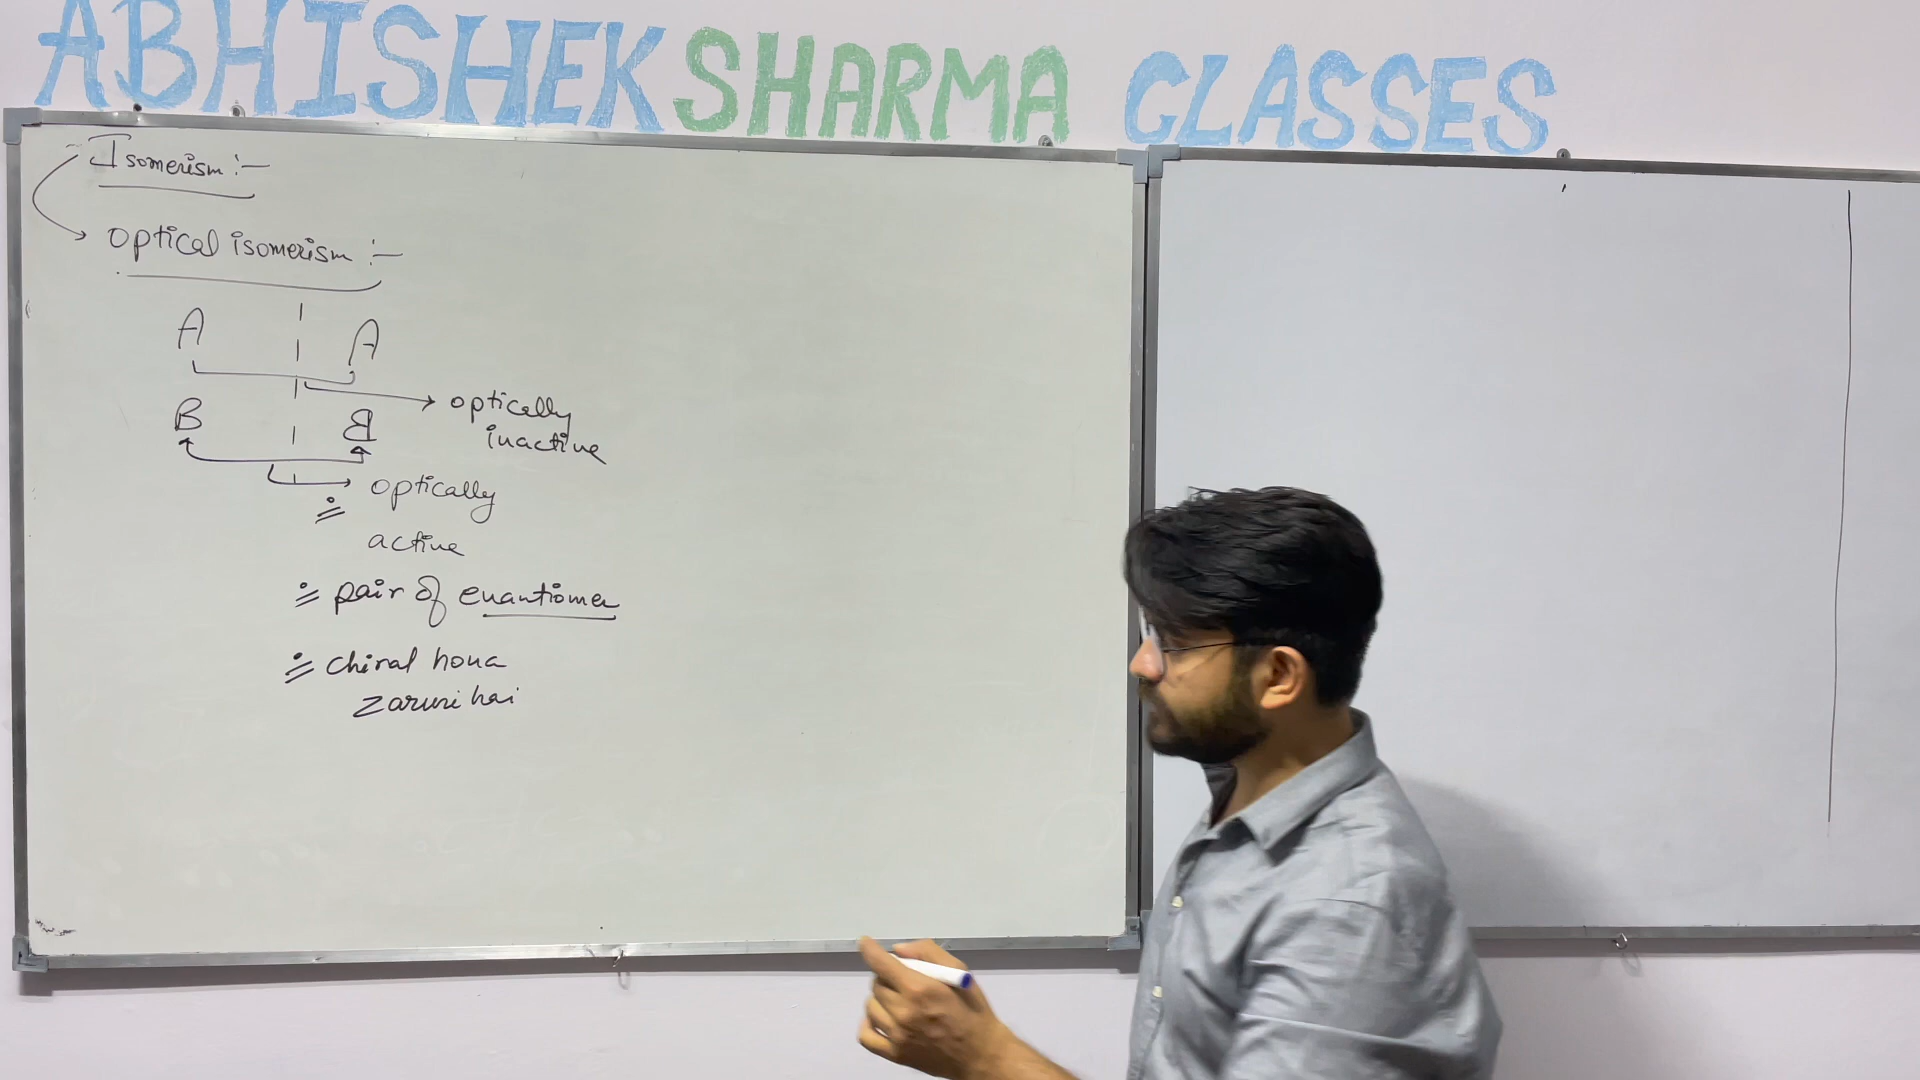 ABHISHEK SHARMA CLASSES
Isomerism :-
optical isomerism :-
A A
B B
optically
inactive
optically
active
pair of enantiomer
chiral hona
zaruri hai